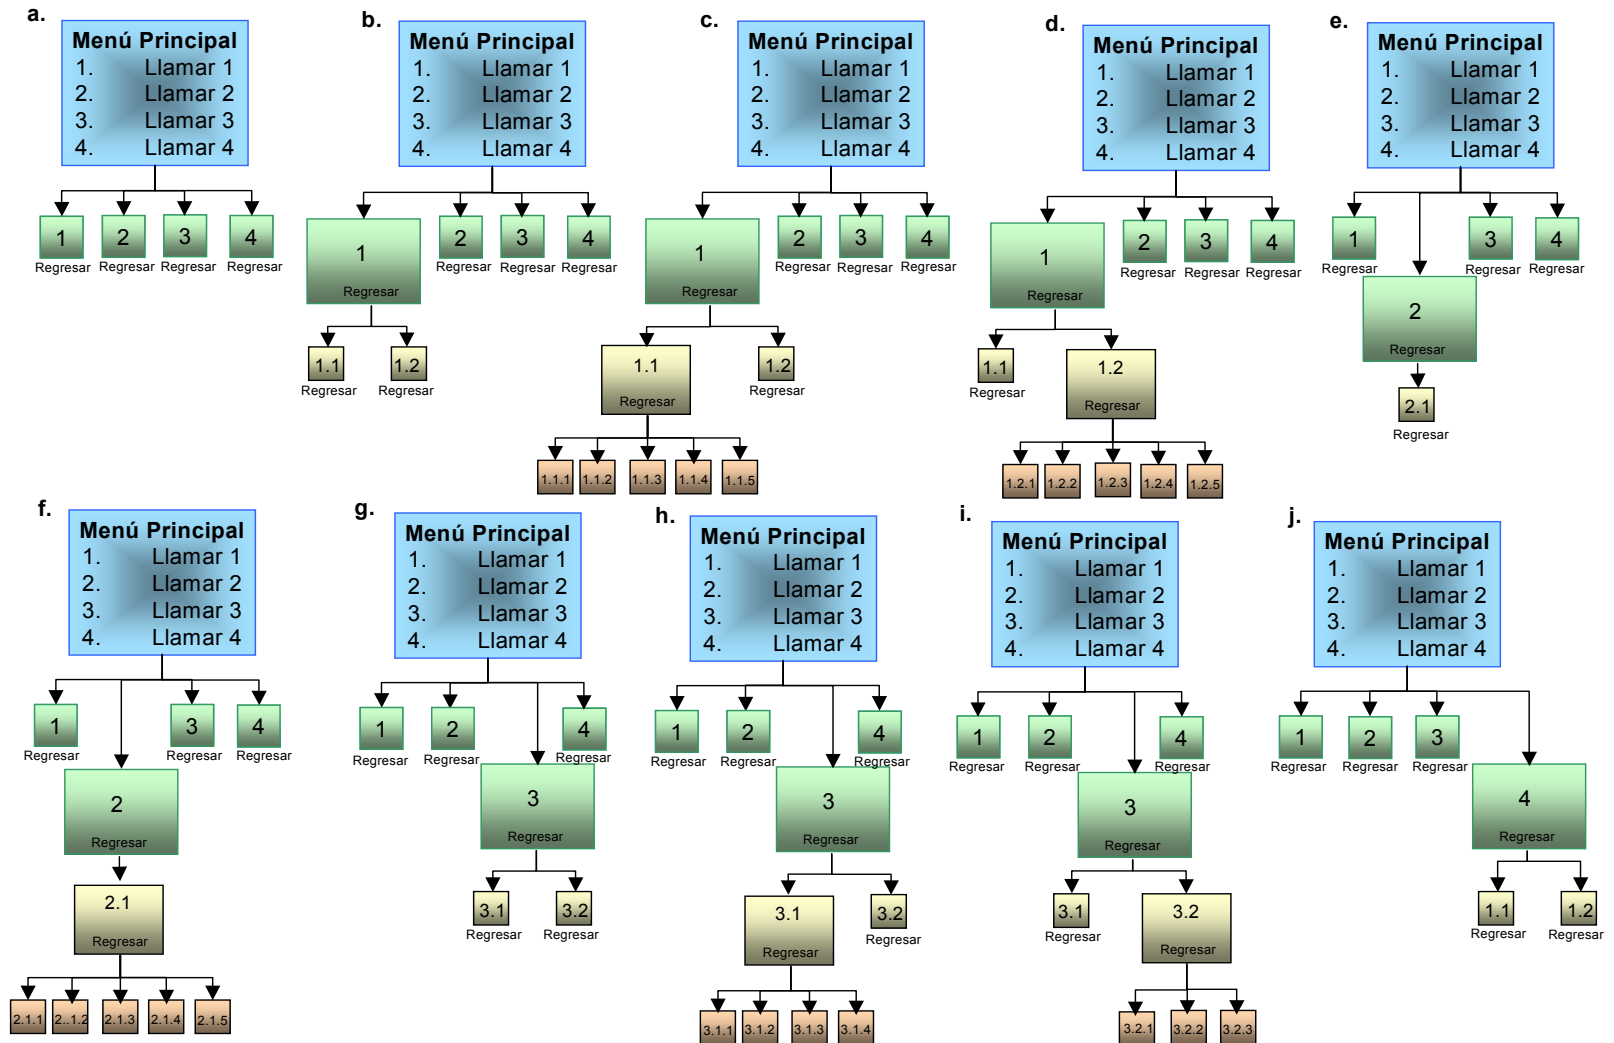 a.
Menú Principal
1. Llamar 1
2. Llamar 2
3. Llamar 3
4. Llamar 4
1 2 3 4
Regresar Regresar Regresar Regresar
b.
Menú Principal
1. Llamar 1
2. Llamar 2
3. Llamar 3
4. Llamar 4
1 2 3 4
Regresar Regresar Regresar
Regresar
1.1 1.2
Regresar Regresar
c.
Menú Principal
1. Llamar 1
2. Llamar 2
3. Llamar 3
4. Llamar 4
1 2 3 4
Regresar Regresar Regresar
Regresar
1.1 1.2
Regresar
Regresar
1.1.1 1.1.2 1.1.3 1.1.4 1.1.5
d.
Menú Principal
1. Llamar 1
2. Llamar 2
3. Llamar 3
4. Llamar 4
1 2 3 4
Regresar Regresar Regresar
Regresar
1.1 1.2
Regresar
Regresar
1.2.1 1.2.2 1.2.3 1.2.4 1.2.5
e.
Menú Principal
1. Llamar 1
2. Llamar 2
3. Llamar 3
4. Llamar 4
1 3 4
Regresar Regresar Regresar
2
Regresar
2.1
Regresar
f.
Menú Principal
1. Llamar 1
2. Llamar 2
3. Llamar 3
4. Llamar 4
1 3 4
Regresar Regresar Regresar
2
Regresar
2.1
Regresar
2.1.1 2..1.2 2.1.3 2.1.4 2.1.5
g.
Menú Principal
1. Llamar 1
2. Llamar 2
3. Llamar 3
4. Llamar 4
1 2 4
Regresar Regresar Regresar
3
Regresar
3.1 3.2
Regresar Regresar
h.
Menú Principal
1. Llamar 1
2. Llamar 2
3. Llamar 3
4. Llamar 4
1 2 4
Regresar Regresar Regresar
3
Regresar
3.1 3.2
Regresar
Regresar
3.1.1 3.1.2 3.1.3 3.1.4
i.
Menú Principal
1. Llamar 1
2. Llamar 2
3. Llamar 3
4. Llamar 4
1 2 4
Regresar Regresar Regresar
3
Regresar
3.1 3.2
Regresar
Regresar
3.2.1 3.2.2 3.2.3
j.
Menú Principal
1. Llamar 1
2. Llamar 2
3. Llamar 3
4. Llamar 4
1 2 3
Regresar Regresar Regresar
4
Regresar
1.1 1.2
Regresar Regresar